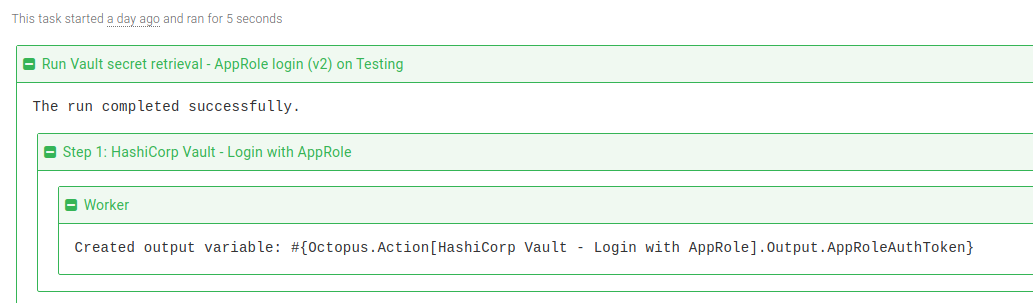 This task started a day ago and ran for 5 seconds
Run Vault secret retrieval - AppRole login (v2) on Testing
The run completed successfully.
Step 1: HashiCorp Vault - Login with AppRole
Worker
Created output variable: #{Octopus.Action[HashiCorp Vault - Login with AppRole].Output.AppRoleAuthToken}